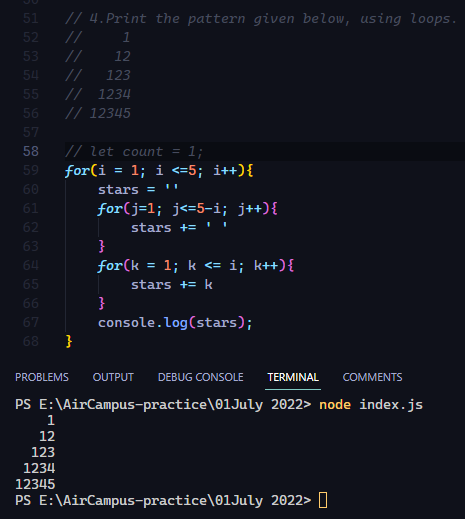 51 // 4.Print the pattern given below, using loops.
52 //     1
53 //    12
54 //   123
55 //  1234
56 // 12345
57
58 // let count = 1;
59 for(i = 1; i <=5; i++){
60     stars = ''
61     for(j=1; j<=5-i; j++){
62         stars += ' '
63     }
64     for(k = 1; k <= i; k++){
65         stars += k
66     }
67     console.log(stars);
68 }
PROBLEMS OUTPUT DEBUG CONSOLE TERMINAL COMMENTS
PS E:\AirCampus-practice\01July 2022> node index.js
    1
   12
  123
 1234
12345
PS E:\AirCampus-practice\01July 2022>